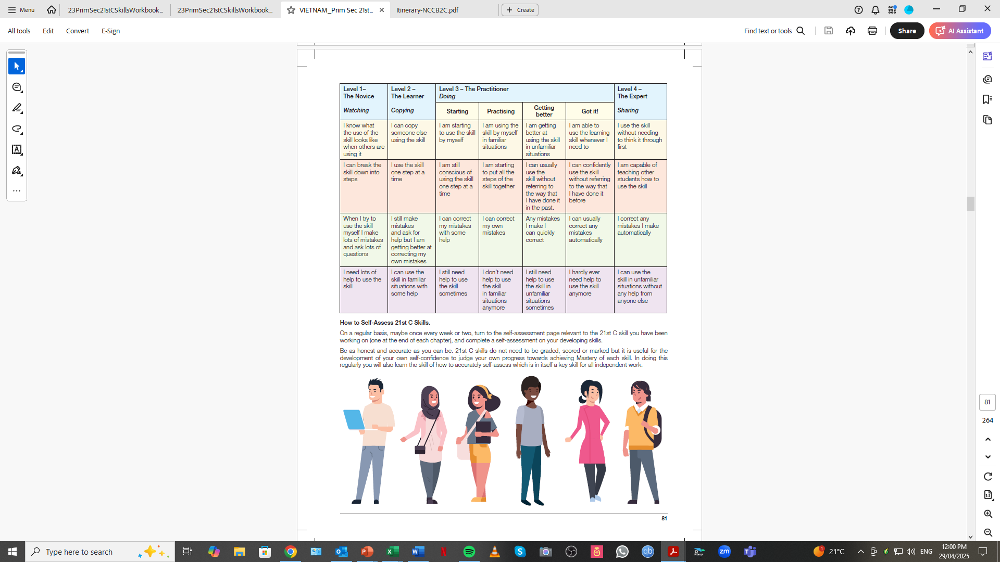 Menu
23PrimSec21stCSkillsWorkbook...
23PrimSec21stCSkillsWorkbook...
VIETNAM_Prim Sec 21st...
Itinerary-NCCB2C.pdf
Create
All tools
Edit
Convert
E-Sign
Find text or tools
Share
AI Assistant
Level 1–
The Novice
Watching
Level 2 –
The Learner
Copying
Level 3 – The Practitioner
Doing
Starting
Practising
Getting
better
Got it!
Level 4 –
The Expert
Sharing
I know what
the use of the
skill looks like
when others are
using it
I can copy
someone else
using the skill
I am starting
to use the skill
by myself
I am using the
skill by myself
in familiar
situations
I am getting
better at
using the skill
in unfamiliar
situations
I am able to
use the learning
skill whenever I
need to
I use the skill
without needing
to think it through
first
I can break the
skill down into
steps
I use the skill
one step at a
time
I am still
conscious of
using the skill
one step at a
time
I am starting
to put all the
steps of the
skill together
I can usually
use the
skill without
referring to
the way that
I have done it
in the past.
I can confidently
use the skill
without referring
to the way that
I have done it
before
I am capable of
teaching other
students how to
use the skill
When I try to
use the skill
myself I make
lots of mistakes
and ask lots of
questions
I still make
mistakes
and ask for
help but I am
getting better at
correcting my
own mistakes
I can correct
my mistakes
with some
help
I can correct
my own
mistakes
Any mistakes
I make I
can quickly
correct
I can usually
correct any
mistakes
automatically
I correct any
mistakes I make
automatically
I need lots of
help to use the
skill
I can use the
skill in familiar
situations with
some help
I still need
help to use
the skill
sometimes
I don't need
help to use
the skill
in familiar
situations
anymore
I still need
help to use
the skill in
unfamiliar
situations
sometimes
I hardly ever
need help to
use the skill
anymore
I can use the
skill in unfamiliar
situations without
any help from
anyone else
How to Self-Assess 21st C Skills.
On a regular basis, maybe once every week or two, turn to the self-assessment page relevant to the 21st C skill you have been
working on (one at the end of each chapter), and complete a self-assessment on your developing skills.
Be as honest and accurate as you can be. 21st C skills do not need to be graded, scored or marked but it is useful for the
development of your own self-confidence to judge your own progress towards achieving Mastery of each skill. In doing this
regularly you will also learn the skill of how to accurately self-assess which is in itself a key skill for all independent work.
81
81
264
Type here to search
21°C
ENG
12:00 PM
29/04/2025